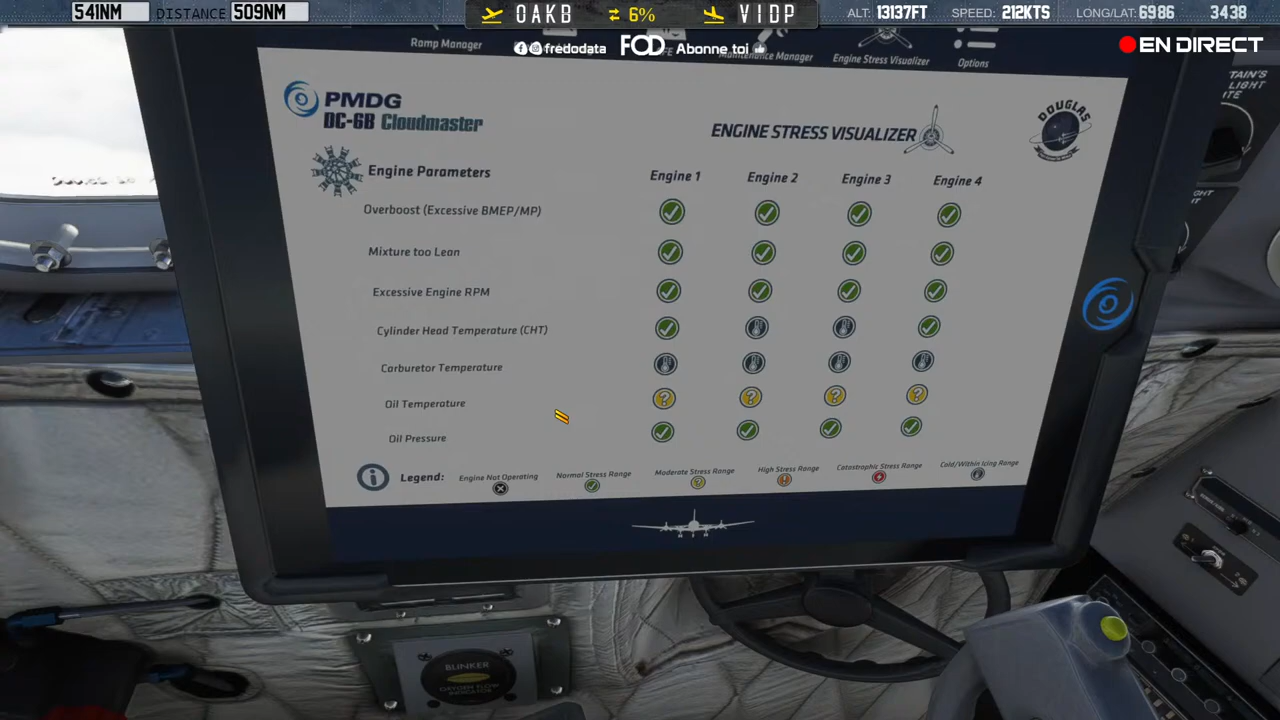 541NM DISTANCE 509NM
OAKB 6% VIDP
ALT: 13137FT SPEED: 212KTS LONG/LAT: 6986 3438
fredodata FOD Abonne toi
EN DIRECT
Ramp Manager
Maintenance Manager
Engine Stress Visualizer
Options
PMDG
DC-6B Cloudmaster
ENGINE STRESS VISUALIZER
DOUGLAS
Engine Parameters
Engine 1 Engine 2 Engine 3 Engine 4
Overboost (Excessive BMEP/MP)
Mixture too Lean
Excessive Engine RPM
Cylinder Head Temperature (CHT)
Carburetor Temperature
Oil Temperature
Oil Pressure
Legend: Engine Not Operating Normal Stress Range Moderate Stress Range High Stress Range Catastrophic Stress Range Cold/Within Icing Range
BLINKER
OXYGEN FLOW
INDICATOR